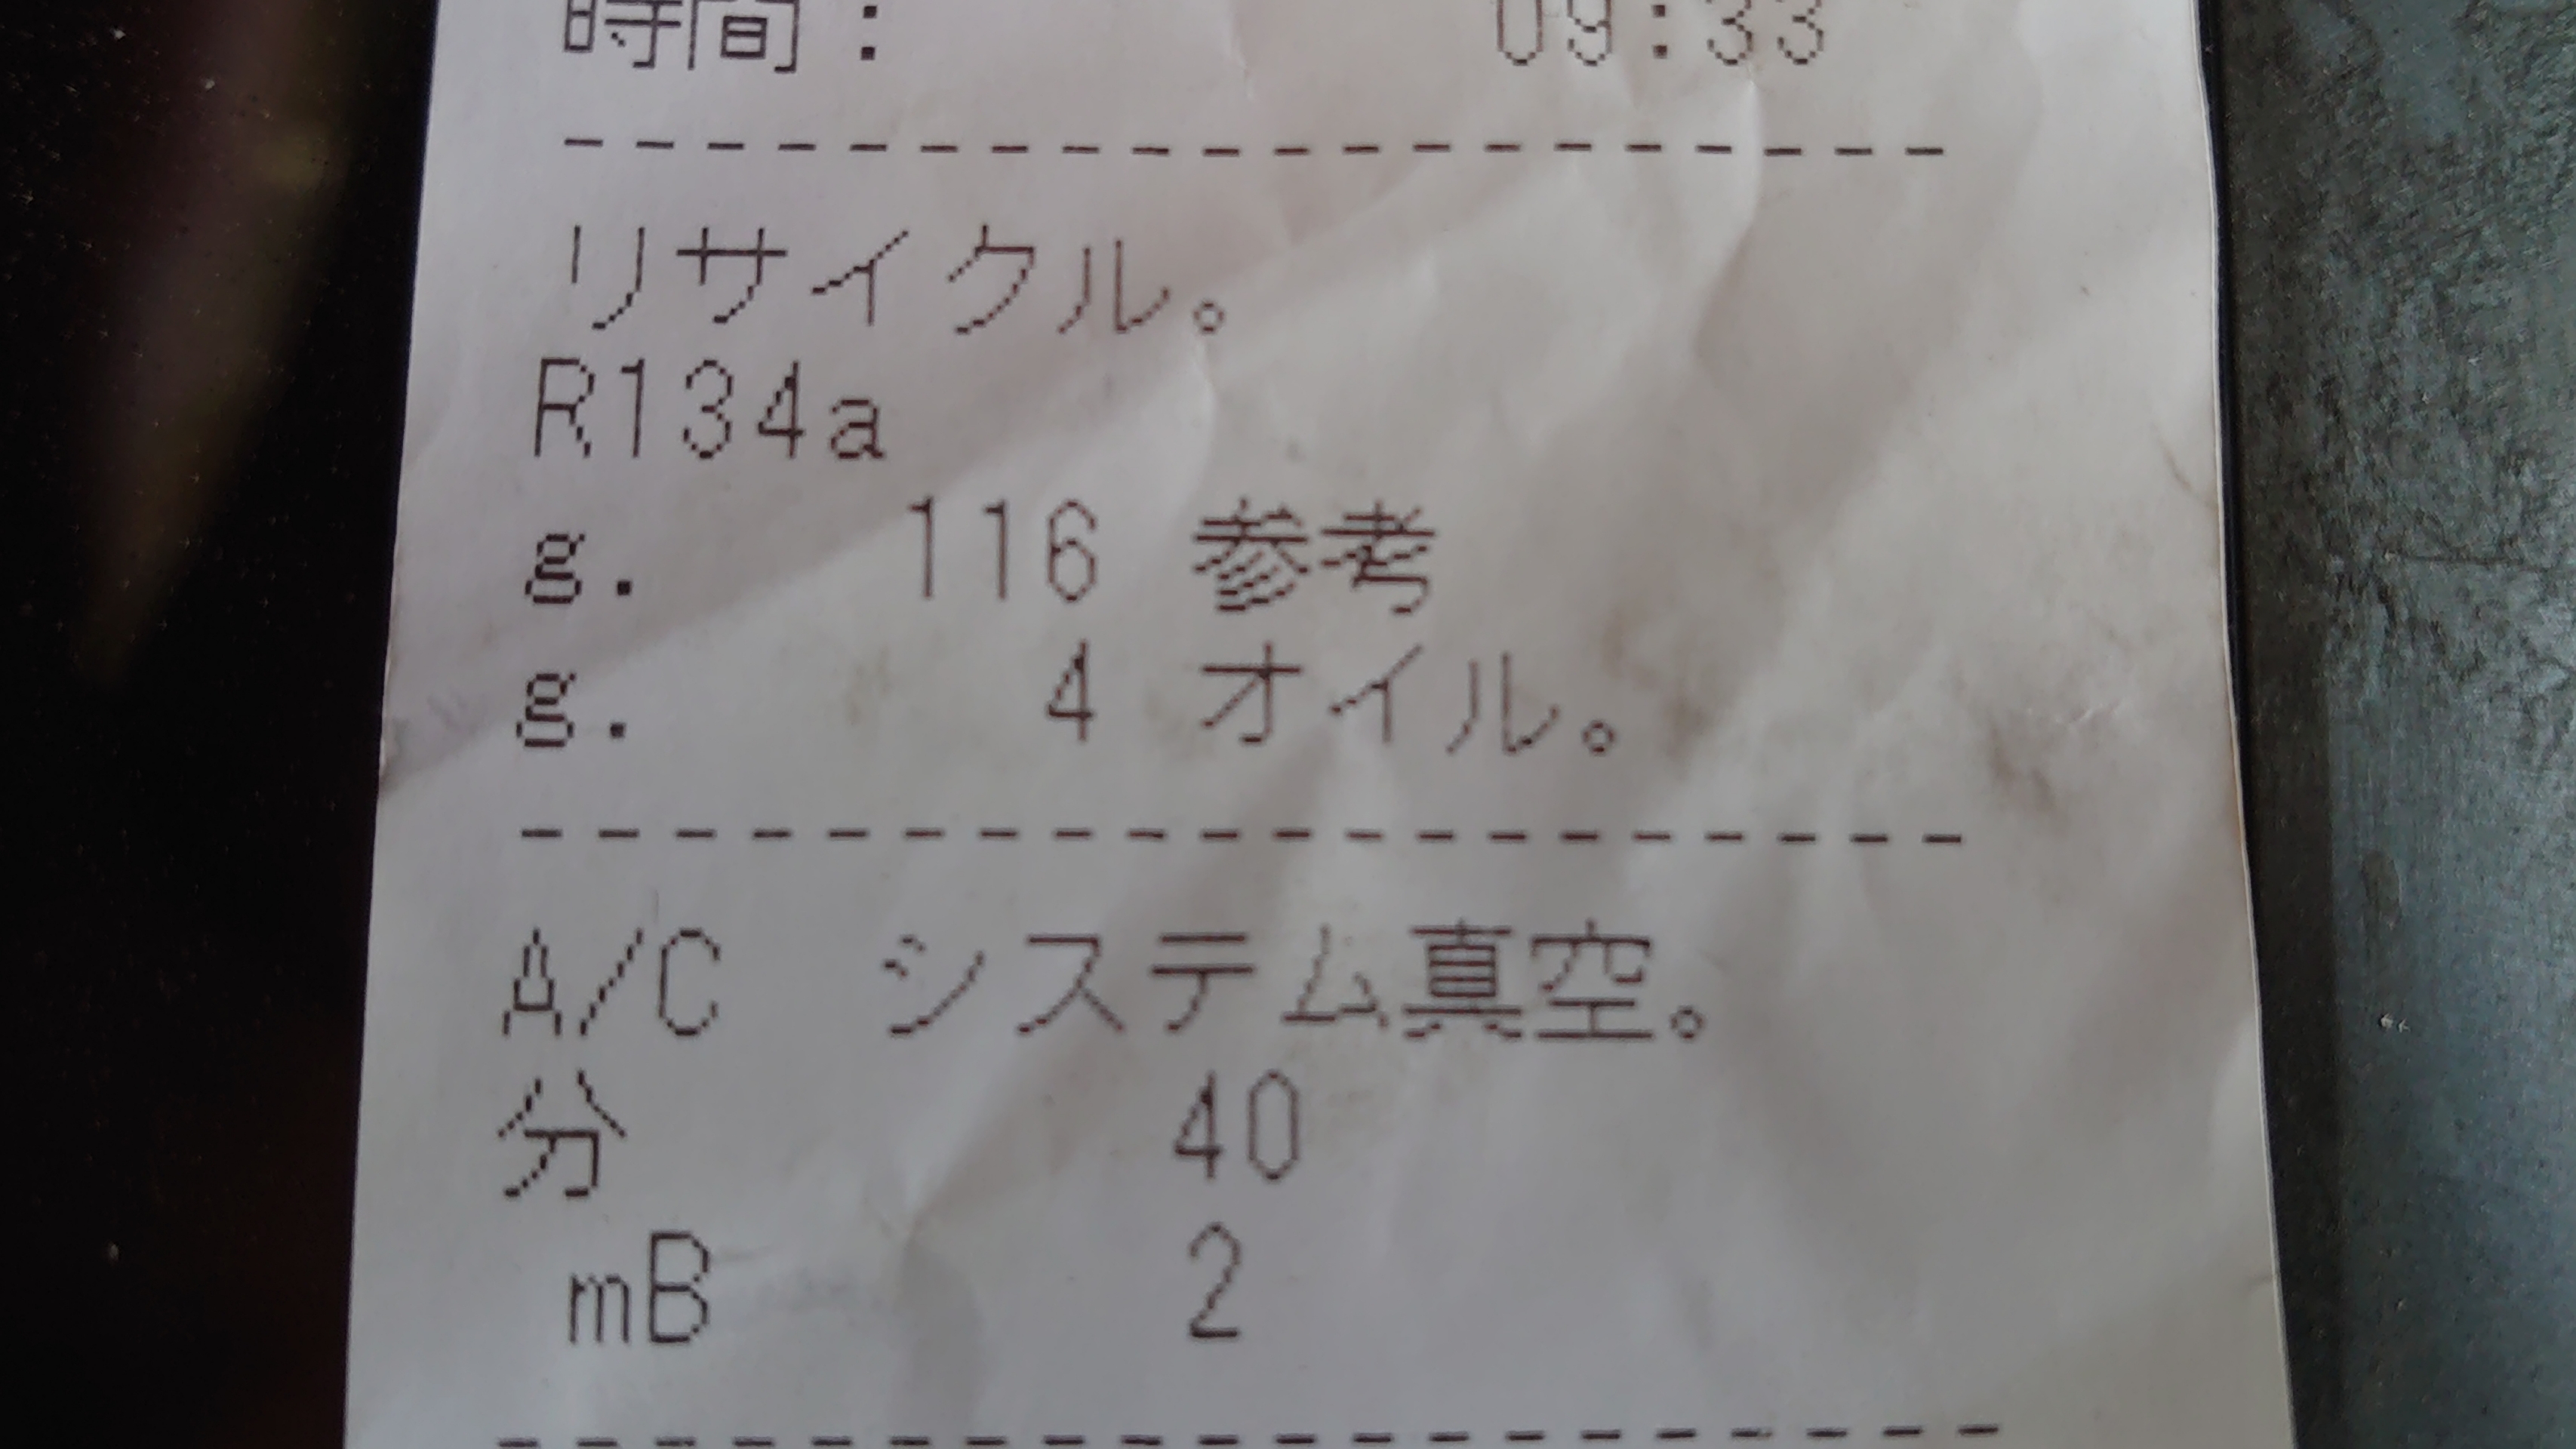 時間： 09:33
リサイクル。
R134a
g. 116 参考
g. 4 オイル。
A/C システム真空。
分 40
mB 2